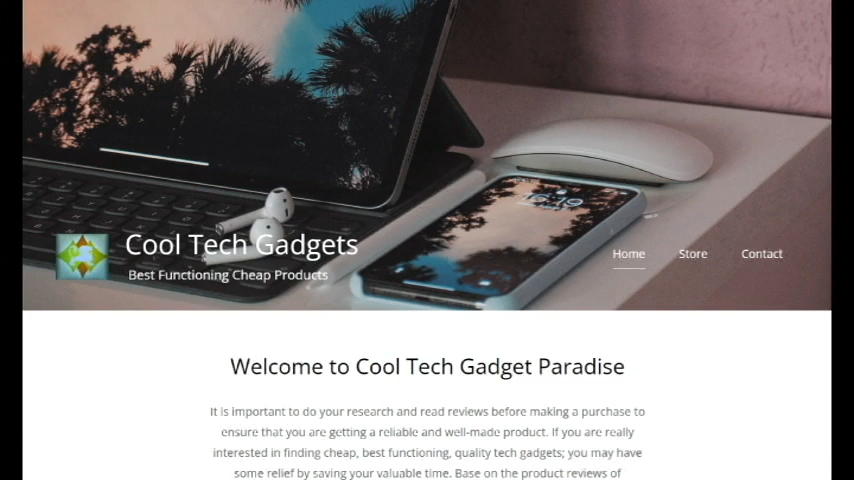 16:19
Cool Tech Gadgets
Best Functioning Cheap Products
Home
Store
Contact
Welcome to Cool Tech Gadget Paradise
It is important to do your research and read reviews before making a purchase to
ensure that you are getting a reliable and well-made product. If you are really
interested in finding cheap, best functioning, quality tech gadgets; you may have
some relief by saving your valuable time. Base on the product reviews of